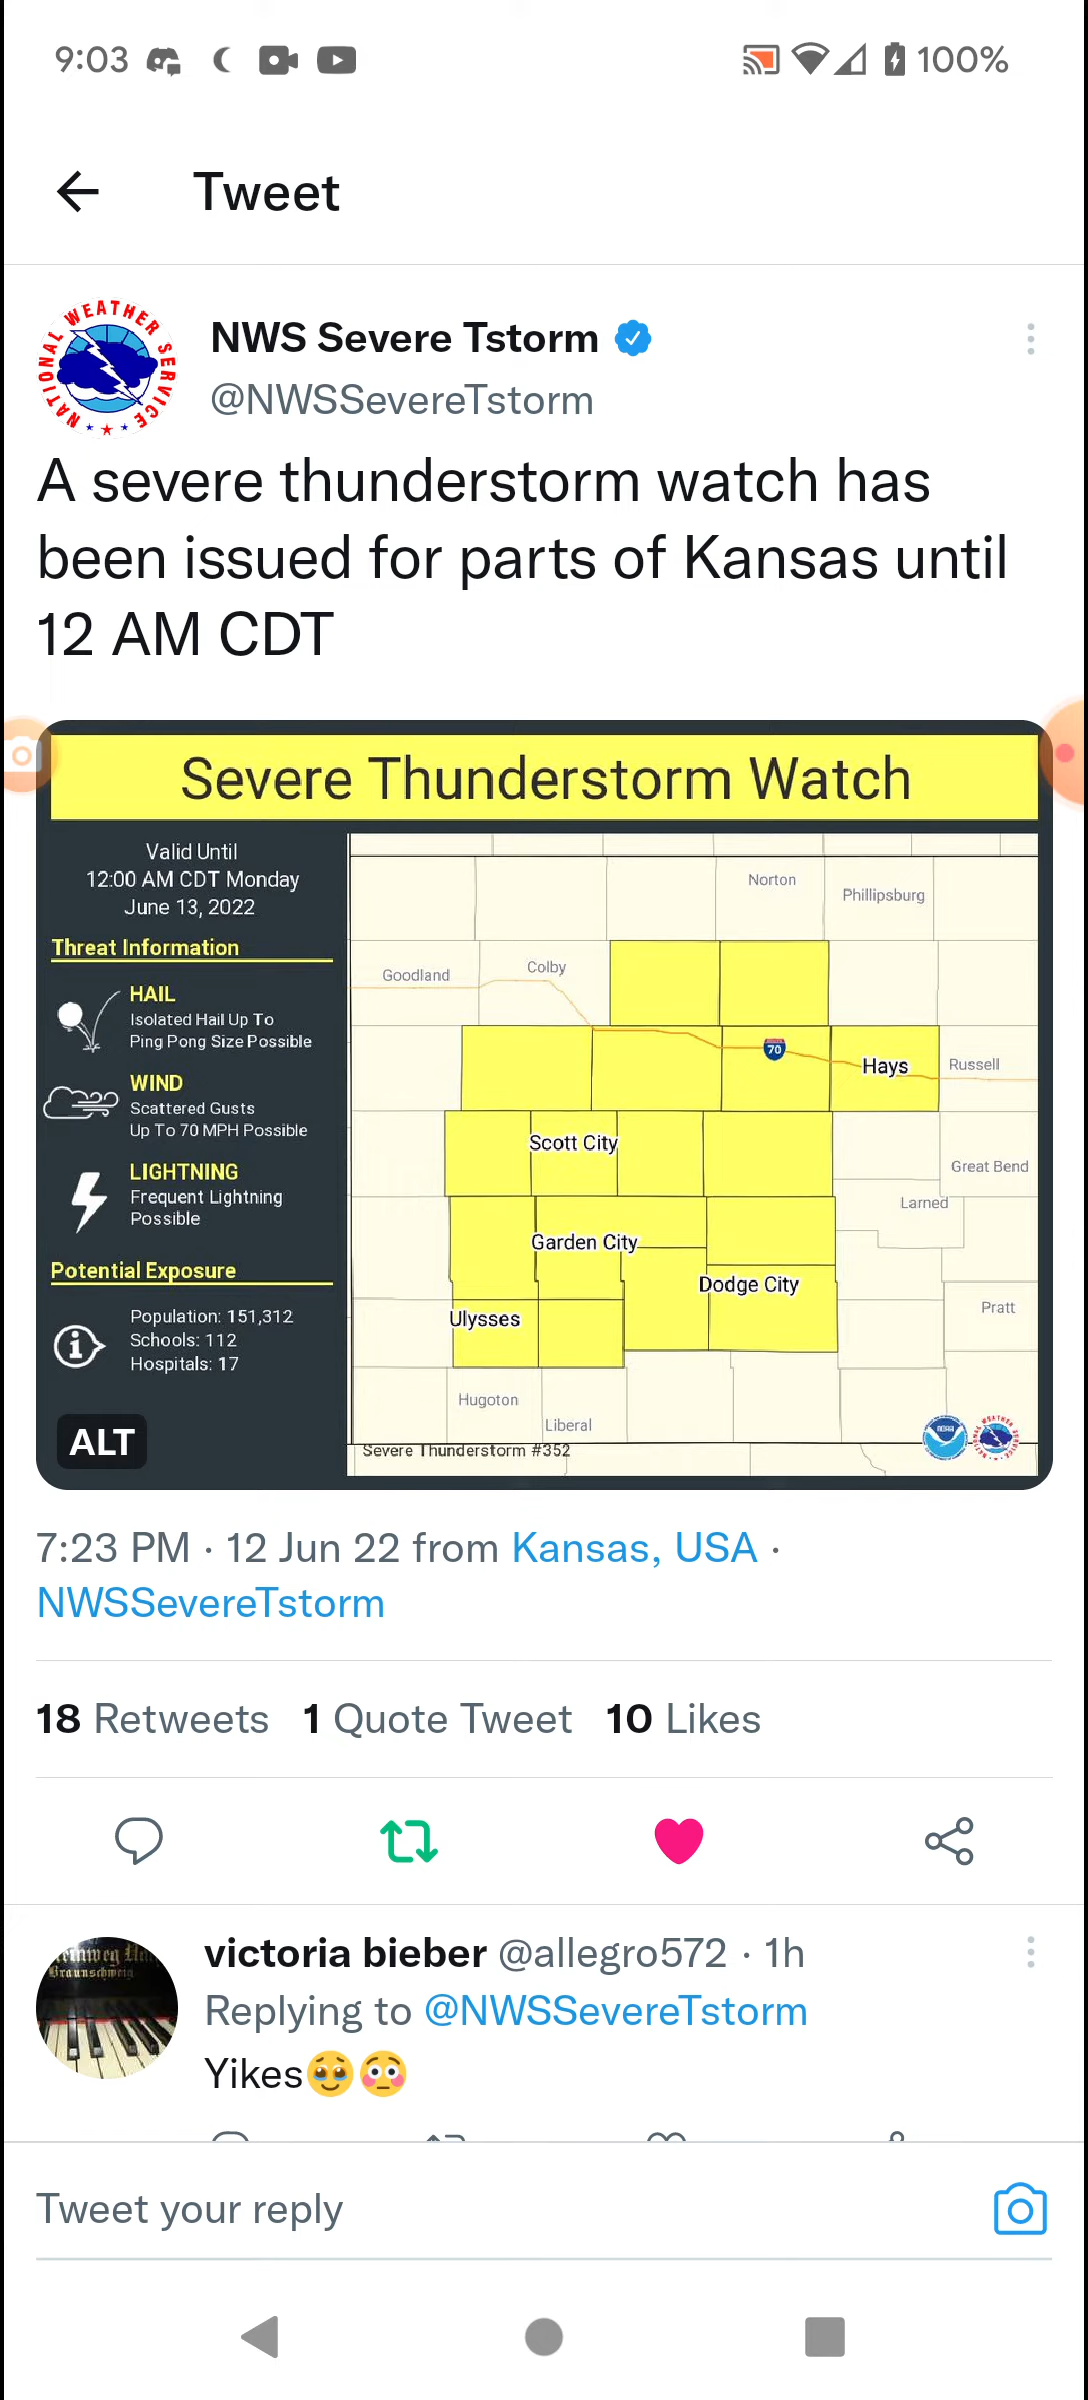 9:03
100%
Tweet
NATIONAL WEATHER SERVICE
NWS Severe Tstorm
@NWSSevereTstorm
A severe thunderstorm watch has
been issued for parts of Kansas until
12 AM CDT
Severe Thunderstorm Watch
Valid Until
12:00 AM CDT Monday
June 13, 2022
Threat Information
HAIL
Isolated Hail Up To
Ping Pong Size Possible
WIND
Scattered Gusts
Up To 70 MPH Possible
LIGHTNING
Frequent Lightning
Possible
Potential Exposure
Population: 151,312
Schools: 112
Hospitals: 17
ALT
Norton
Phillipsburg
Goodland
Colby
70
Hays
Russell
Scott City
Great Bend
Larned
Garden City
Dodge City
Ulysses
Pratt
Hugoton
Liberal
Severe Thunderstorm #352
7:23 PM · 12 Jun 22 from Kansas, USA ·
NWSSevereTstorm
18 Retweets 1 Quote Tweet 10 Likes
victoria bieber @allegro572 · 1h
Replying to @NWSSevereTstorm
Yikes🥹😳
Braunschweig
Tweet your reply